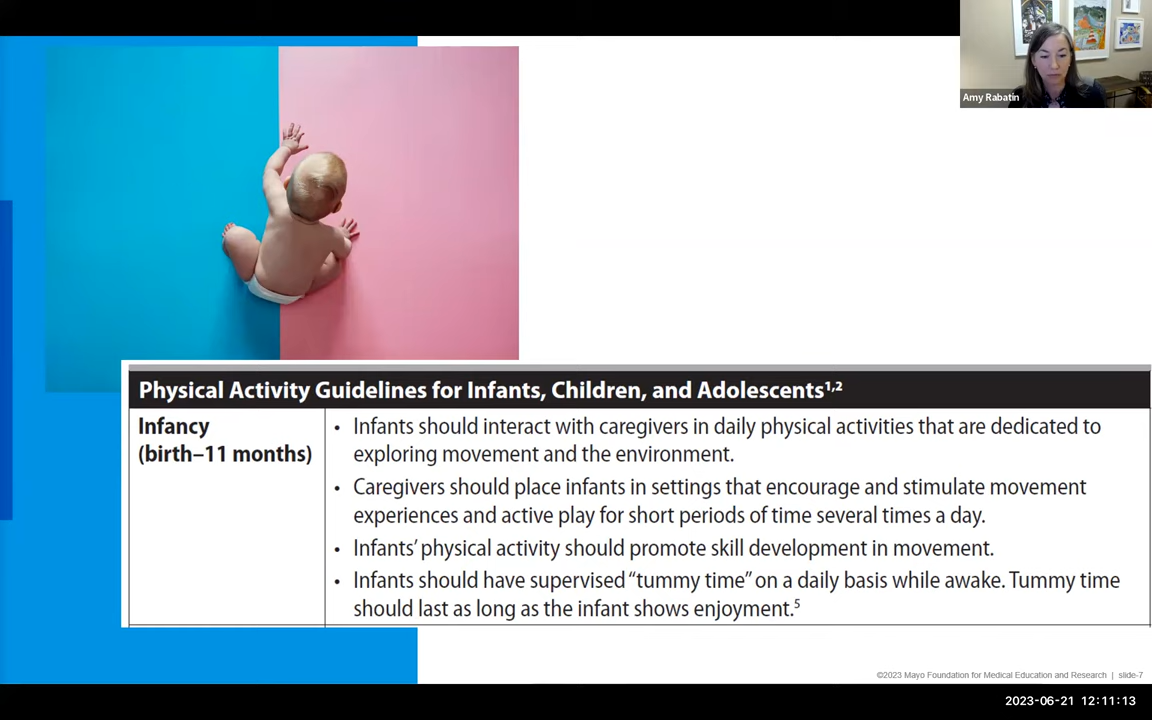 Amy Rabatin
Physical Activity Guidelines for Infants, Children, and Adolescents¹,²
Infancy
(birth–11 months)
• Infants should interact with caregivers in daily physical activities that are dedicated to
exploring movement and the environment.
• Caregivers should place infants in settings that encourage and stimulate movement
experiences and active play for short periods of time several times a day.
• Infants’ physical activity should promote skill development in movement.
• Infants should have supervised “tummy time” on a daily basis while awake. Tummy time
should last as long as the infant shows enjoyment.⁵
©2023 Mayo Foundation for Medical Education and Research | slide-7
2023-06-21 12:11:13